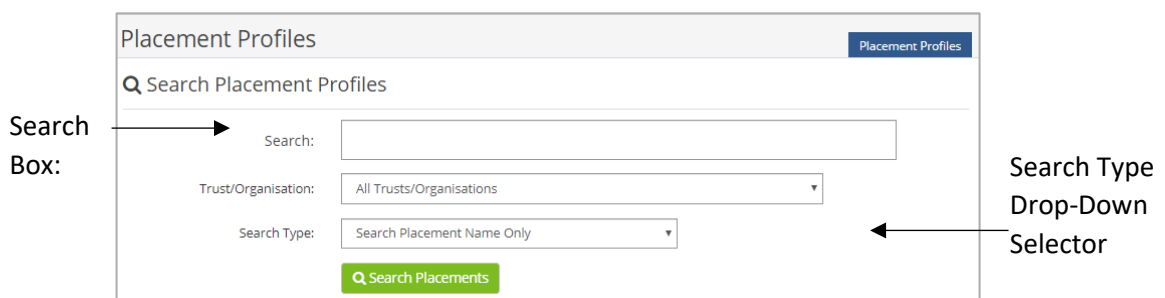 Placement Profiles
Placement Profiles
Search Placement Profiles
Search
Box:
Search:
Trust/Organisation:
All Trusts/Organisations
Search Type:
Search Placement Name Only
Search Type
Drop-Down
Selector
Search Placements